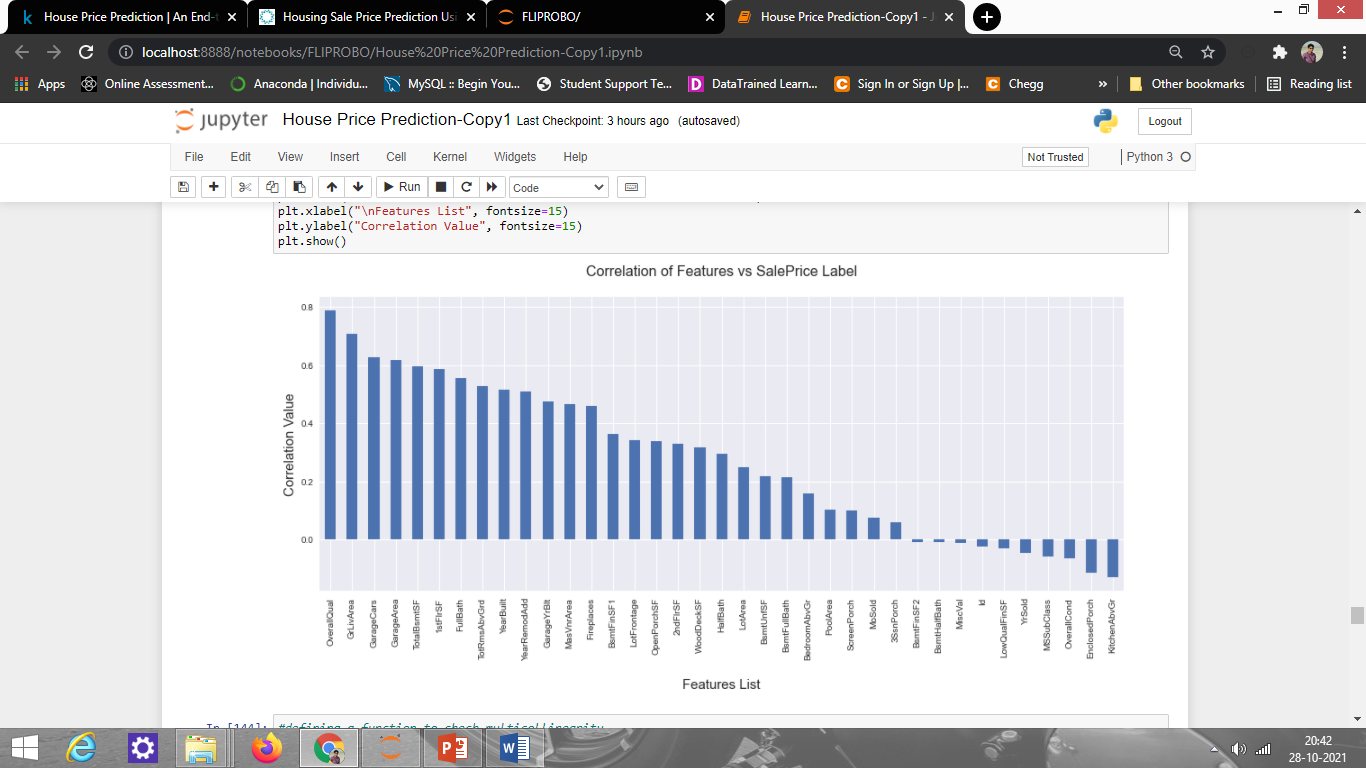 House Price Prediction | An End-t
Housing Sale Price Prediction Usi
FLIPROBO/
House Price Prediction-Copy1 - J
localhost:8888/notebooks/FLIPROBO/House%20Price%20Prediction-Copy1.ipynb
Apps
Online Assessment...
Anaconda | Individu...
MySQL :: Begin You...
Student Support Te...
DataTrained Learn...
Sign In or Sign Up |...
Chegg
»
Other bookmarks
Reading list
jupyter House Price Prediction-Copy1 Last Checkpoint: 3 hours ago (autosaved)
Logout
File Edit View Insert Cell Kernel Widgets Help
Not Trusted
Python 3
Run
Code
plt.xlabel("\nFeatures List", fontsize=15)
plt.ylabel("Correlation Value", fontsize=15)
plt.show()
Correlation of Features vs SalePrice Label
Correlation Value
0.8
0.6
0.4
0.2
0.0
OverallQual
GrLivArea
GarageCars
GarageArea
TotalBsmtSF
1stFlrSF
FullBath
TotRmsAbvGrd
YearBuilt
YearRemodAdd
GarageYrBlt
MasVnrArea
Fireplaces
BsmtFinSF1
LotFrontage
OpenPorchSF
2ndFlrSF
WoodDeckSF
HalfBath
LotArea
BsmtUnfSF
BsmtFullBath
BedroomAbvGr
PoolArea
ScreenPorch
MoSold
3SsnPorch
BsmtFinSF2
BsmtHalfBath
MiscVal
Id
LowQualFinSF
YrSold
MSSubClass
OverallCond
EnclosedPorch
KitchenAbvGr
Features List
In [144]: #defining a function to check multicollinearity
20:42
28-10-2021